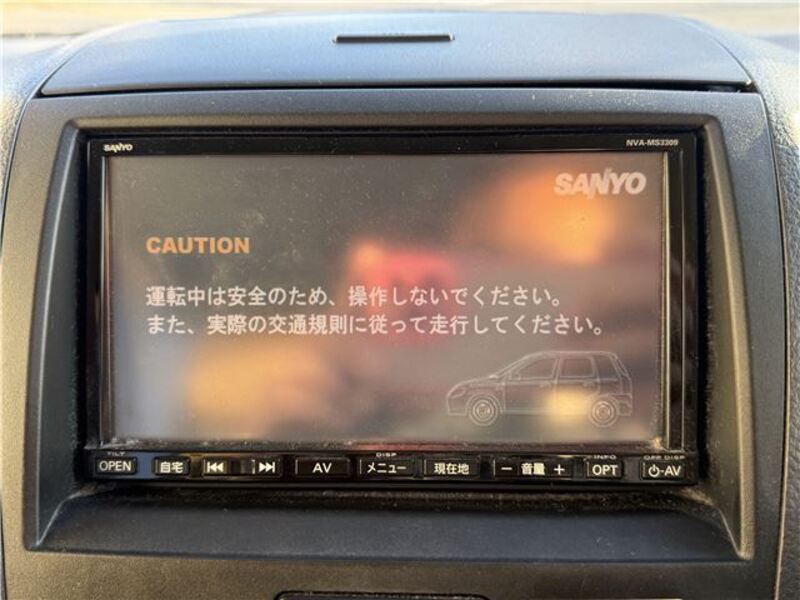 SANYO NVA-MS3309
SANYO
CAUTION
運転中は安全のため、操作しないでください。
また、実際の交通規則に従って走行してください。
TILT DISP INFO OFF DISP
OPEN 自宅 AV メニュー 現在地 − 音量 + OPT ⏻-AV